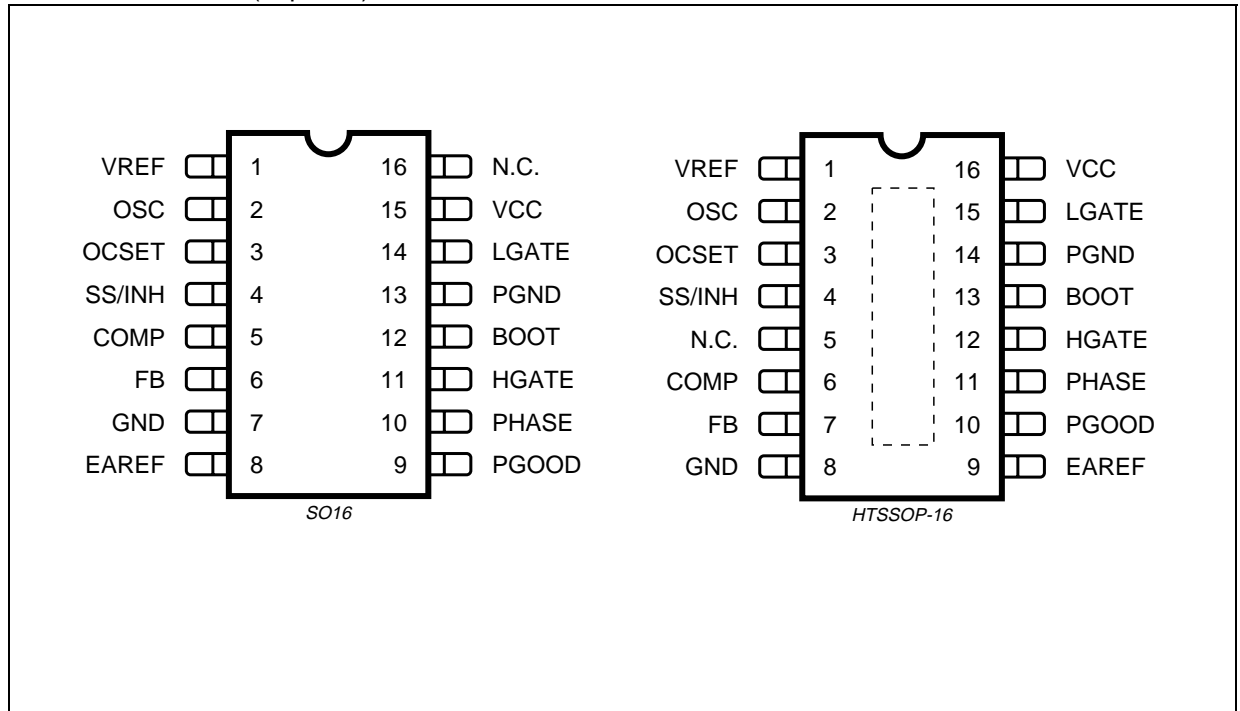 VREF 1 16 N.C.
OSC 2 15 VCC
OCSET 3 14 LGATE
SS/INH 4 13 PGND
COMP 5 12 BOOT
FB 6 11 HGATE
GND 7 10 PHASE
EAREF 8 9 PGOOD
SO16
VREF 1 16 VCC
OSC 2 15 LGATE
OCSET 3 14 PGND
SS/INH 4 13 BOOT
N.C. 5 12 HGATE
COMP 6 11 PHASE
FB 7 10 PGOOD
GND 8 9 EAREF
HTSSOP-16